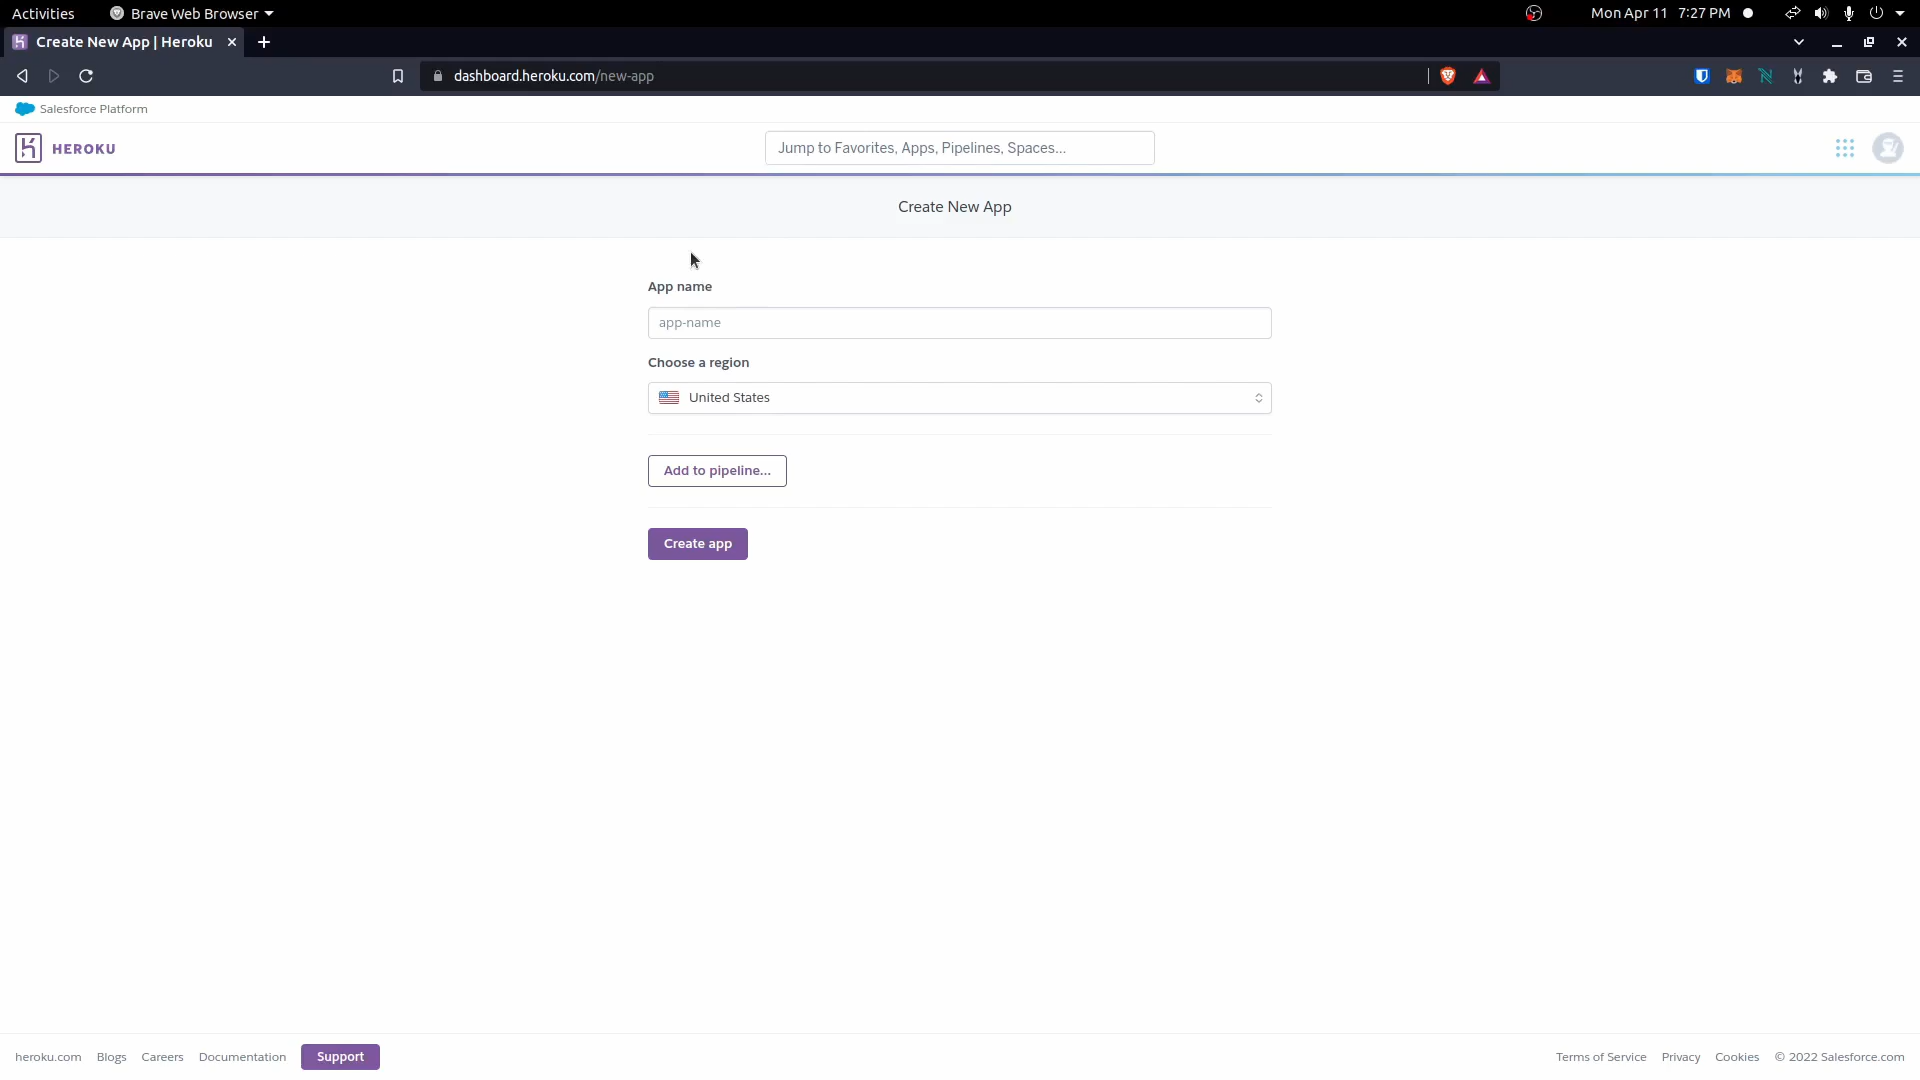 Activities
Brave Web Browser
Mon Apr 11 7:27 PM
Create New App | Heroku
dashboard.heroku.com/new-app
Salesforce Platform
HEROKU
Jump to Favorites, Apps, Pipelines, Spaces...
Create New App
App name
app-name
Choose a region
United States
Add to pipeline...
Create app
heroku.com Blogs Careers Documentation Support
Terms of Service Privacy Cookies © 2022 Salesforce.com